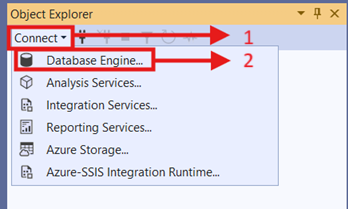 Object Explorer
Connect 1
Database Engine... 2
Analysis Services...
Integration Services...
Reporting Services...
Azure Storage...
Azure-SSIS Integration Runtime...